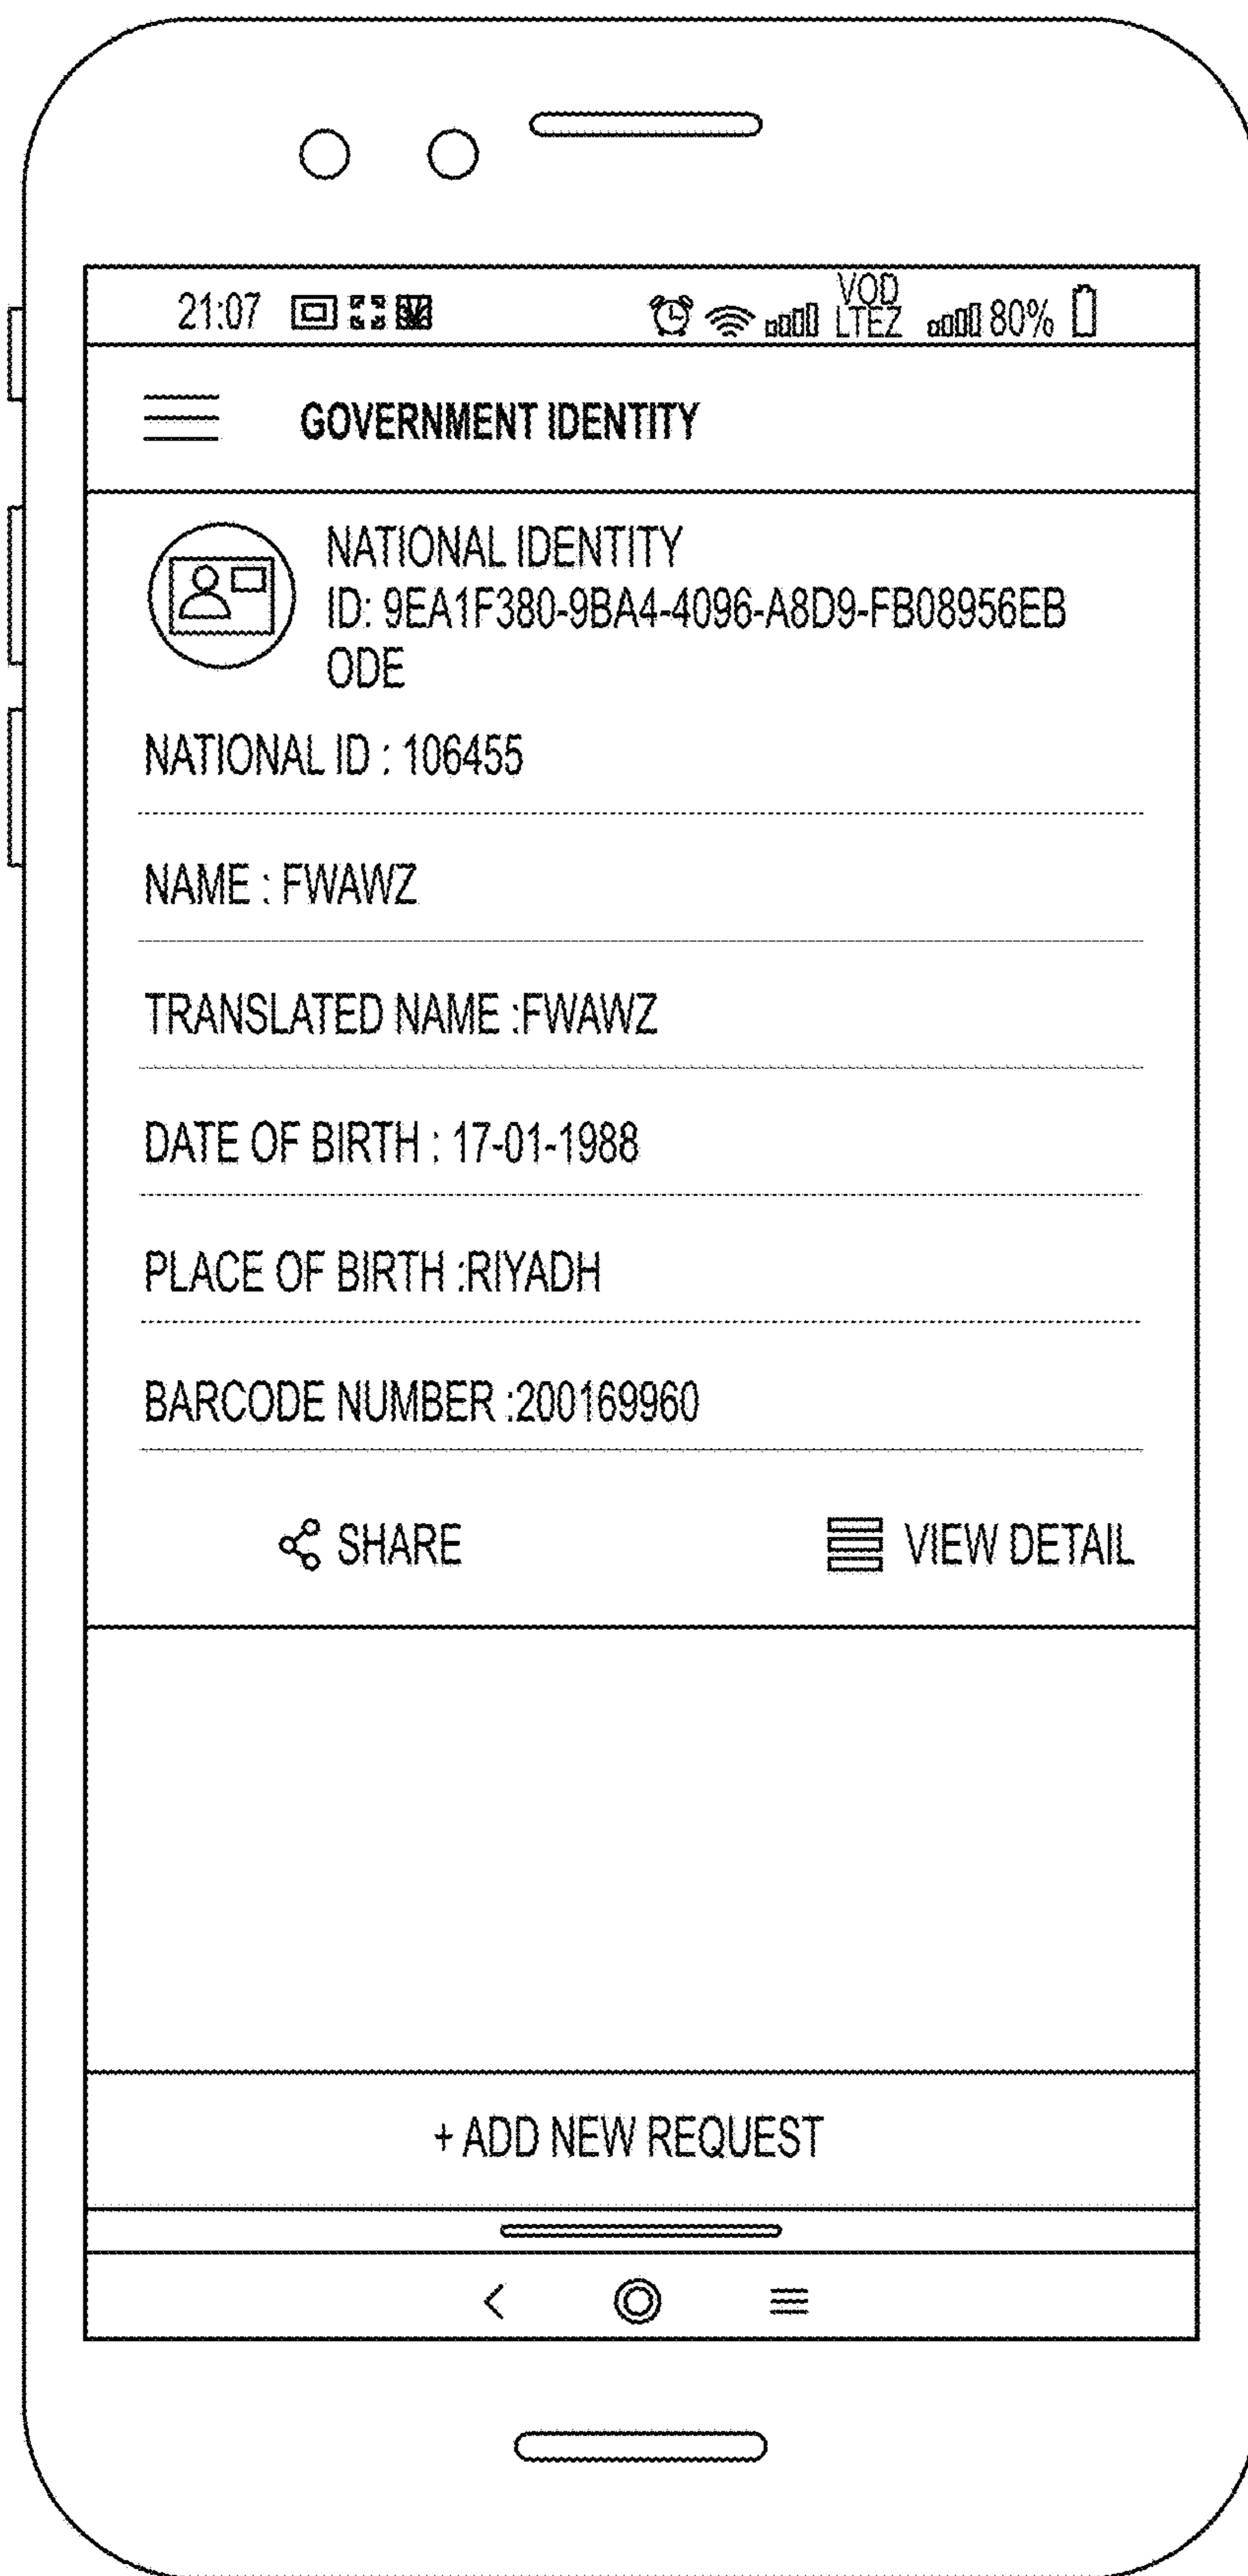 21:07 VOD
LTEZ 80%
GOVERNMENT IDENTITY
NATIONAL IDENTITY
ID: 9EA1F380-9BA4-4096-A8D9-FB08956EB
ODE
NATIONAL ID : 106455
NAME : FWAWZ
TRANSLATED NAME :FWAWZ
DATE OF BIRTH : 17-01-1988
PLACE OF BIRTH :RIYADH
BARCODE NUMBER :200169960
SHARE VIEW DETAIL
+ ADD NEW REQUEST